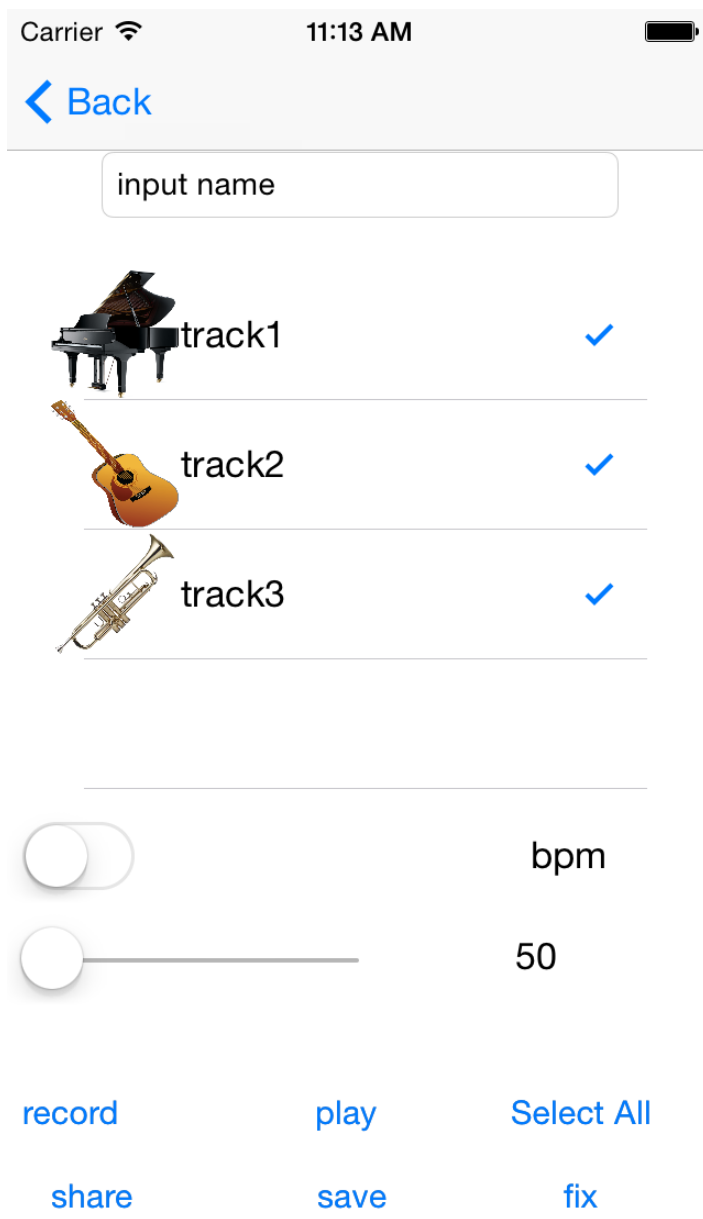 Carrier 11:13 AM
Back
input name
track1
track2
track3
bpm
50
record play Select All
share save fix